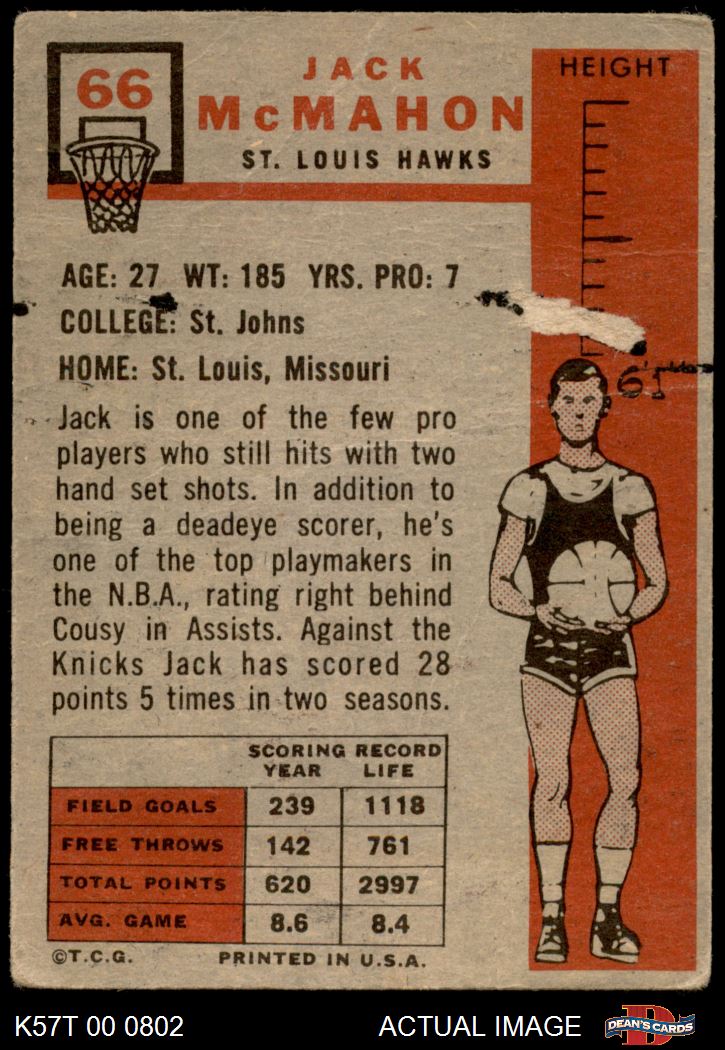 66
JACK
McMAHON
ST. LOUIS HAWKS
HEIGHT
AGE: 27 WT: 185 YRS. PRO: 7
COLLEGE: St. Johns
HOME: St. Louis, Missouri
6'1"
Jack is one of the few pro
players who still hits with two
hand set shots. In addition to
being a deadeye scorer, he's
one of the top playmakers in
the N.B.A., rating right behind
Cousy in Assists. Against the
Knicks Jack has scored 28
points 5 times in two seasons.
SCORING RECORD
YEAR LIFE
FIELD GOALS 239 1118
FREE THROWS 142 761
TOTAL POINTS 620 2997
AVG. GAME 8.6 8.4
©T.C.G. PRINTED IN U.S.A.
K57T 00 0802 ACTUAL IMAGE DEAN'S CARDS